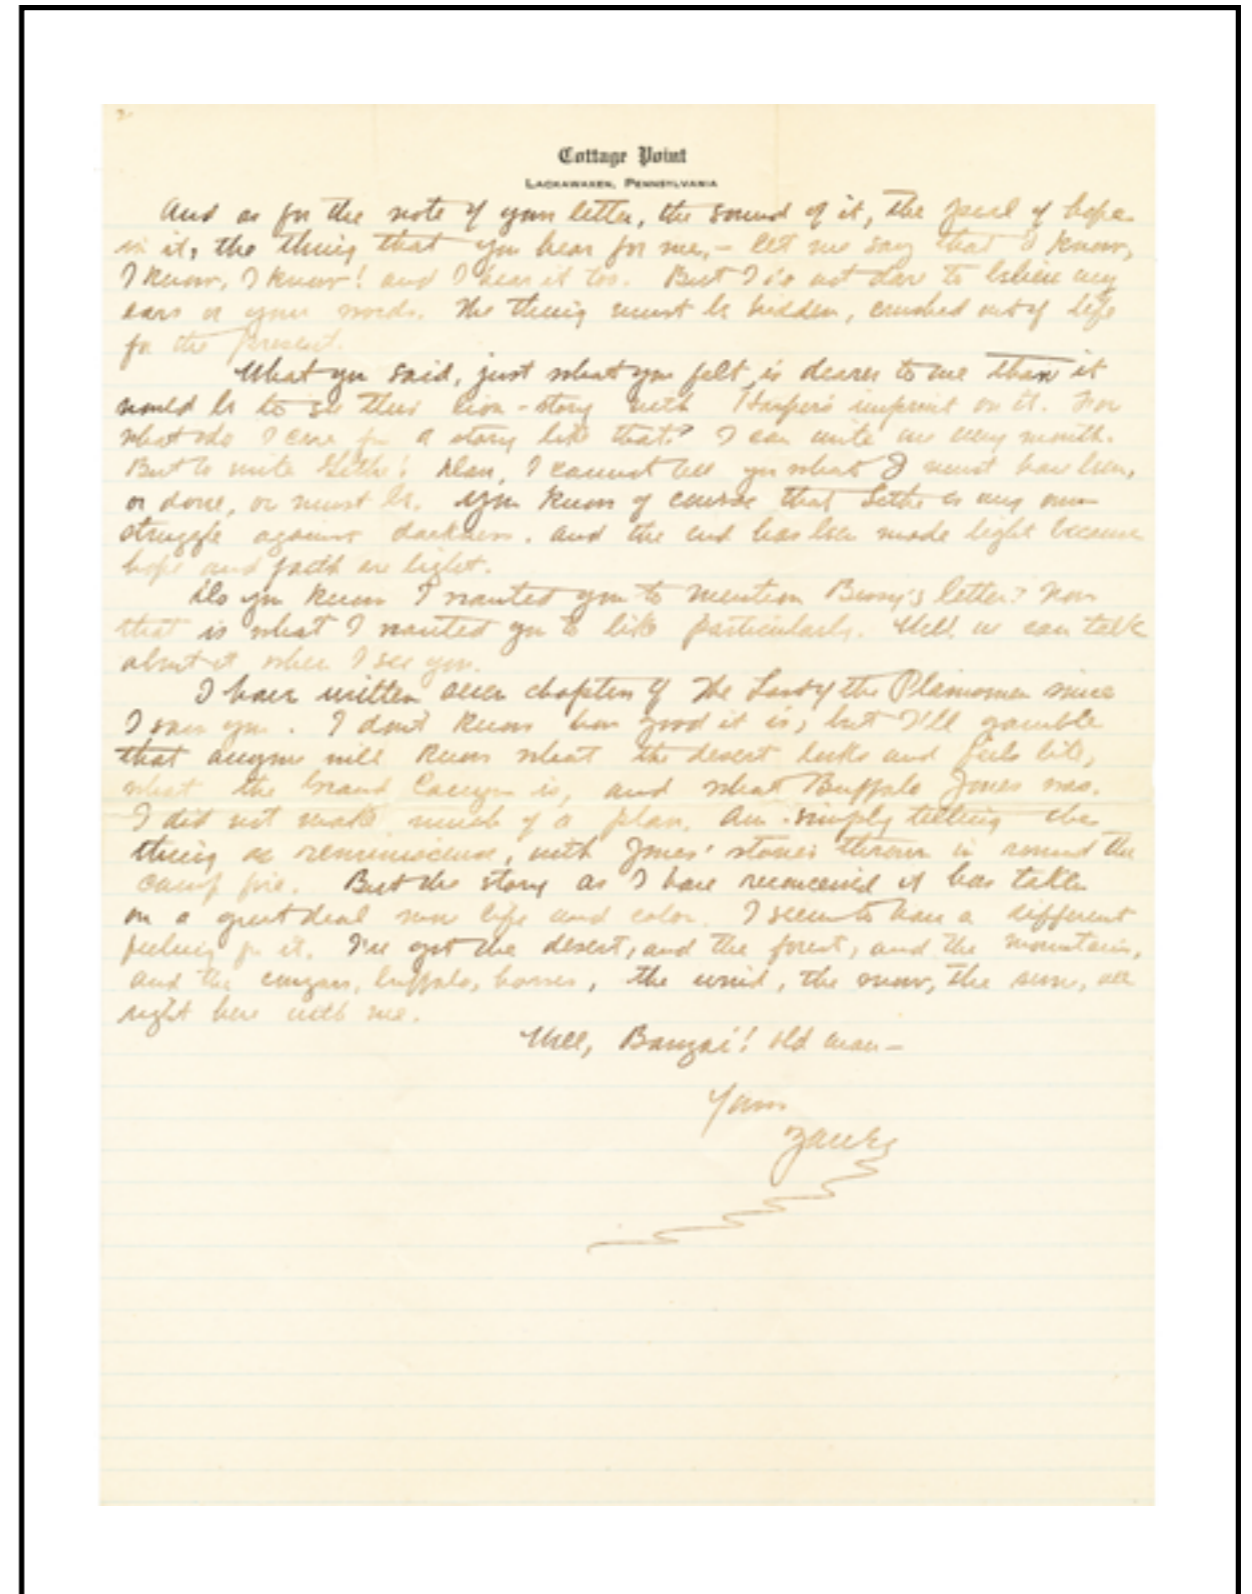 2
Cottage Point
LACKAWAXEN, PENNSYLVANIA
And as for the note of your letter, the sound of it, the peal of hope
in it, the thing that you hear for me,— let me say that I know,
I know, I know! and I hear it too. But I do not dare to believe my
ears or your words. The thing must be hidden, crushed out of life
for the present.
What you said, just what you felt, is dearer to me than it
would be to see this lion-story with Harper's imprint on it. For
what do I care for a story like that? I can write one every month.
But to write Lethe! Man, I cannot tell you what I must have been,
or done, or must be. You know of course that Lethe is my own
struggle against darkness. and the end has been made light because
hope and faith are light.
Do you know I wanted you to mention letter? Now
that is what I wanted you to like particularly. Well we can talk
about it when I see you.
I have written seven chapters of The Last of the Plainsmen since
I saw you. I don't know how good it is, but I'll gamble
that anyone will know what the desert looks and feels like,
what the Grand Canyon is, and what Buffalo Jones was.
I did not make much of a plan. Am simply telling the
thing as reminiscence, with Jones' stories thrown in around the
camp fire. But the story as I have reconceived it has taken
on a great deal more life and color. I seem to have a different
feeling for it. I've got the desert, and the forest, and the mountains,
and the cougars, buffalo, horses, the wind, the snow, the sun, all
right here with me.
Well, Banzai! old man—
Yours